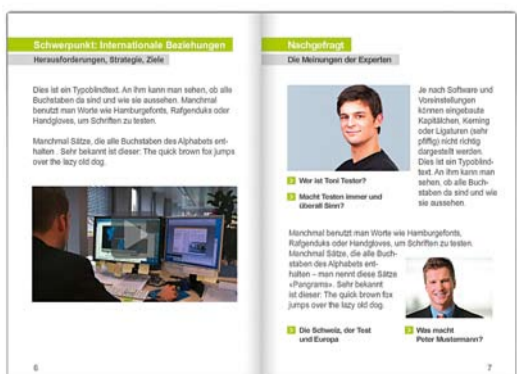 Schwerpunkt: Internationale Beziehungen
Herausforderungen, Strategie, Ziele
Dies ist ein Typoblindtext. An ihm kann man sehen, ob alle
Buchstaben da sind und wie sie aussehen. Manchmal
benutzt man Worte wie Hamburgefonts, Rafgenduks oder
Handgloves, um Schriften zu testen.
Manchmal Sätze, die alle Buchstaben des Alphabets ent-
halten . Sehr bekannt ist dieser: The quick brown fox jumps
over the lazy old dog.
6
Nachgefragt
Die Meinungen der Experten
Je nach Software und
Voreinstellungen
können eingebaute
Kapitälchen, Kerning
oder Ligaturen (sehr
pfiffig) nicht richtig
dargestellt werden.
Dies ist ein Typoblind-
text. An ihm kann man
sehen, ob alle Buch-
staben da sind und wie
sie aussehen.
Wer ist Toni Tester?
Macht Testen immer und
überall Sinn?
Manchmal benutzt man Worte wie Hamburgefonts,
Rafgenduks oder Handgloves, um Schriften zu testen.
Manchmal Sätze, die alle Buch-
staben des Alphabets ent-
halten – man nennt diese Sätze
«Pangrams». Sehr bekannt
ist dieser: The quick brown fox
jumps over the lazy old dog.
Die Schweiz, der Test
und Europa
Was macht
Peter Mustermann?
7